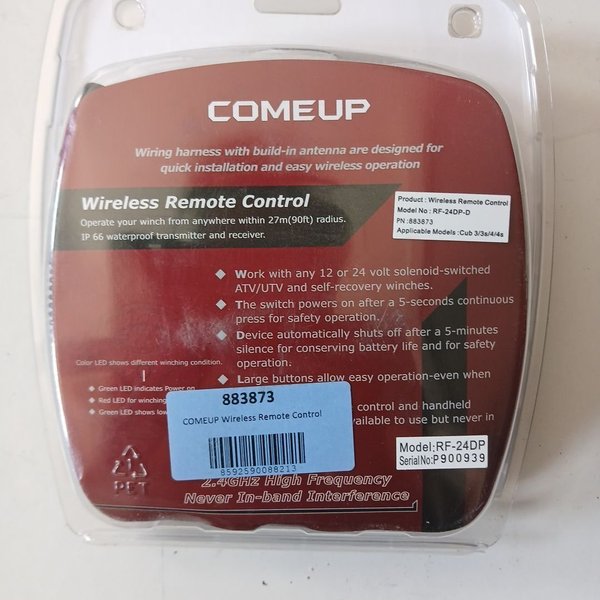 COMEUP
Wiring harness with build-in antenna are designed for
quick installation and easy wireless operation
Wireless Remote Control
Operate your winch from anywhere within 27m(90ft) radius.
IP 66 waterproof transmitter and receiver.
Product : Wireless Remote Control
Model No : RF-24DP-D
PN :883873
Applicable Models :Cub 3/3s/4/4s
Work with any 12 or 24 volt solenoid-switched
ATV/UTV and self-recovery winches.
The switch powers on after a 5-seconds continuous
press for safety operation.
Device automatically shuts off after a 5-minutes
silence for conserving battery life and for safety
operation.
Large buttons allow easy operation-even when
control and handheld
available to use but never in
Color LED shows different winching condition.
Green LED indicates Power on
Red LED for winching
Green LED shows low
883873
COMEUP Wireless Remote Control
8592590088213
Model:RF-24DP
Serial No:P900939
1
PET
2.4GHz High Frequency
Never In-band Interference